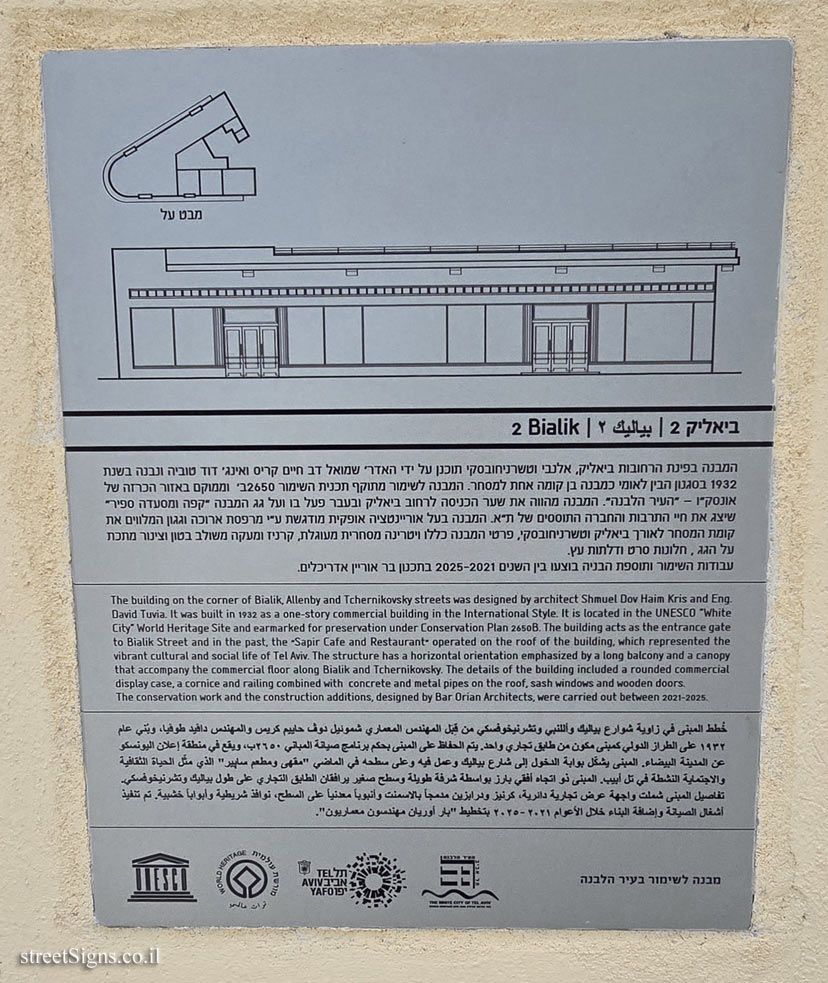 מבט על
ביאליק 2 | بياليك ٢ | Bialik 2
המבנה בפינת הרחובות ביאליק, אלנבי וטשרניחובסקי תוכנן על ידי האדר׳ שמואל דב חיים קריס ואינג׳ דוד טוביה ונבנה בשנת
1932 בסגנון הבין לאומי כמבנה בן קומה אחת למסחר. המבנה לשימור מתוקף תכנית השימור 2650ב׳ וממוקם באזור הכרזה של
אונסק״ו – ״העיר הלבנה״. המבנה מהווה את שער הכניסה לרחוב ביאליק ובעבר פעל בו ועל גג המבנה ״קפה ומסעדה ספיר״
שיצג את חיי התרבות והחברה התוססים של ת״א. המבנה בעל אוריינטציה אופקית מודגשת ע״י מרפסת ארוכה וגגון המלווים את
קומת המסחר לאורך ביאליק וטשרניחובסקי, פרטי המבנה כללו ויטרינה מסחרית מעוגלת, קרניז ומעקה משולב בטון וצינור מתכת
על הגג , חלונות סרט ודלתות עץ.
עבודות השימור ותוספת הבניה בוצעו בין השנים 2025-2021 בתכנון בר אוריין אדריכלים.
The building on the corner of Bialik, Allenby and Tchernikovsky streets was designed by architect Shmuel Dov Haim Kris and Eng.
David Tuvia. It was built in 1932 as a one-story commercial building in the International Style. It is located in the UNESCO "White
City" World Heritage Site and earmarked for preservation under Conservation Plan 2650B. The building acts as the entrance gate
to Bialik Street and in the past, the "Sapir Cafe and Restaurant" operated on the roof of the building, which represented the
vibrant cultural and social life of Tel Aviv. The structure has a horizontal orientation emphasized by a long balcony and a canopy
that accompany the commercial floor along Bialik and Tchernikovsky. The details of the building included a rounded commercial
display case, a cornice and railing combined with concrete and metal pipes on the roof, sash windows and wooden doors.
The conservation work and the construction additions, designed by Bar Orian Architects, were carried out between 2021-2025.
خُطط المبنى في زاوية شوارع بياليك وأللنبي وتشرنيخوفسكي من قِبل المهندس المعماري شموئيل دوف حاييم كريس والمهندس دافيد طوفيا، وبُني عام
١٩٣٢ على الطراز الدولي كمبنى مكون من طابق تجاري واحد. يتم الحفاظ على المبنى بحكم برنامج صيانة المباني ٢٦٥٠ب، ويقع في منطقة إعلان اليونسكو
عن المدينة البيضاء. المبنى يشكّل بوابة الدخول إلى شارع بياليك وعمل فيه وعلى سطحه في الماضي "مقهى ومطعم ساپير" الذي مثّل الحياة الثقافية
والاجتماية النشطة في تل أبيب. المبنى ذو اتجاه أفقي بارز بواسطة شرفة طويلة وسطح صغير يرافقان الطابق التجاري على طول بياليك وتشرنيخوفسكي.
تفاصيل المبنى شملت واجهة عرض تجارية دائرية، كرنيز ودرابزين مدمجاً بالاسمنت وأنبوباً معدنياً على السطح، نوافذ شريطية وأبواباً خشبية. تم تنفيذ
أشغال الصيانة وإضافة البناء خلال الأعوام ٢٠٢١ -٢٠٢٥ بتخطيط "بار أوريان مهندسون معماريون".
UNESCO
WORLD HERITAGE
מורשת עולמית
تراث عالمي
TEL AVIV YAFO
תל אביב יפו
THE WHITE CITY OF TEL AVIV
מבנה לשימור בעיר הלבנה
streetSigns.co.il